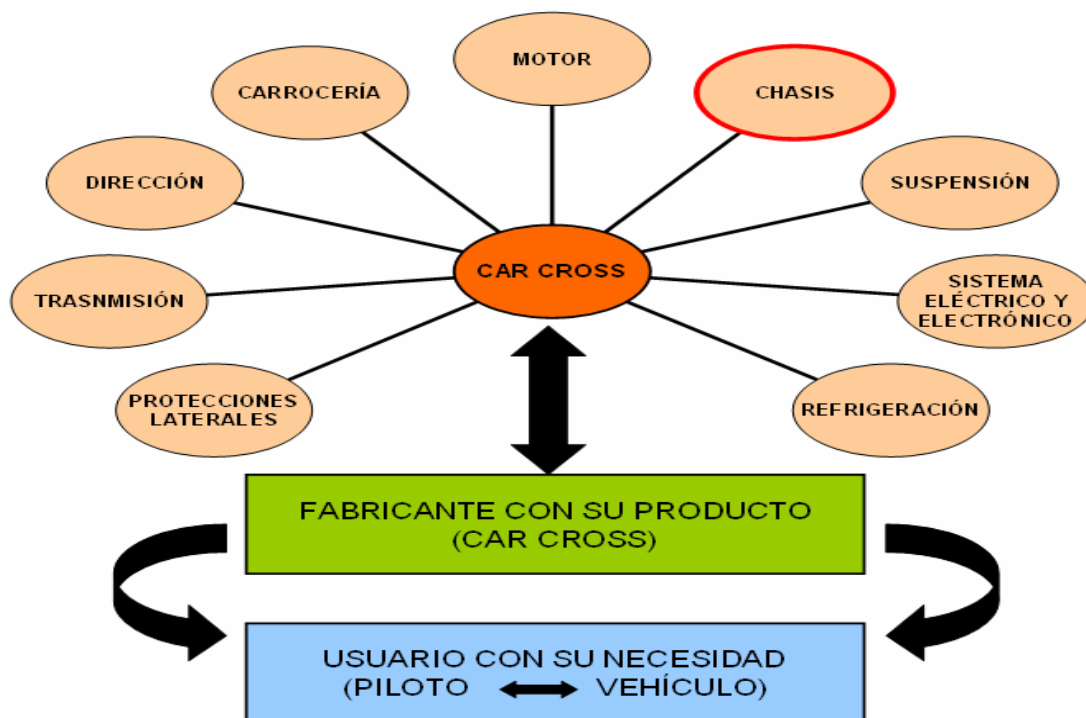 MOTOR
CARROCERÍA
CHASIS
DIRECCIÓN
SUSPENSIÓN
CAR CROSS
TRASNMISIÓN
SISTEMA
ELÉCTRICO Y
ELECTRÓNICO
PROTECCIONES
LATERALES
REFRIGERACIÓN
FABRICANTE CON SU PRODUCTO
(CAR CROSS)
USUARIO CON SU NECESIDAD
(PILOTO VEHÍCULO)